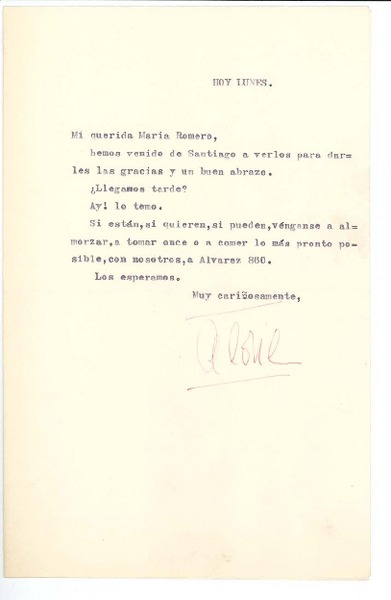 HOY LUNES.
Mi querida Maria Romero,
hemos venido de Santiago a verlos para dar=
les las gracias y un buen abrazo.
¿Llegamos tarde?
Ay! lo temo.
Si están,si quieren,si pueden,vénganse a al=
morzar,a tomar once o a comer lo más pronto po=
sible,con nosotros,a Alvarez 860.
Los esperamos.
Muy cariñosamente,
Alone